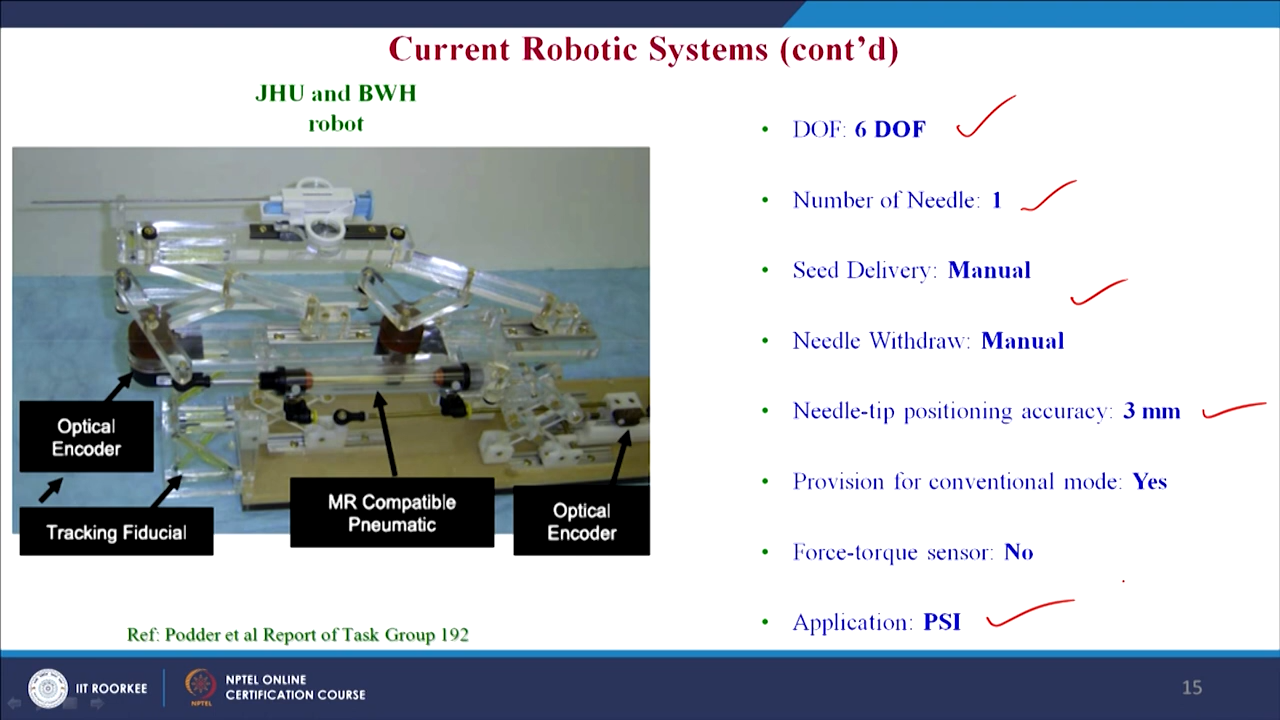 Current Robotic Systems (cont'd)
JHU and BWH
robot
Optical
Encoder
Tracking Fiducial
MR Compatible
Pneumatic
Optical
Encoder
Ref: Podder et al Report of Task Group 192
• DOF: 6 DOF
• Number of Needle: 1
• Seed Delivery: Manual
• Needle Withdraw: Manual
• Needle-tip positioning accuracy: 3 mm
• Provision for conventional mode: Yes
• Force-torque sensor: No
• Application: PSI
IIT ROORKEE
NPTEL
NPTEL ONLINE
CERTIFICATION COURSE
15